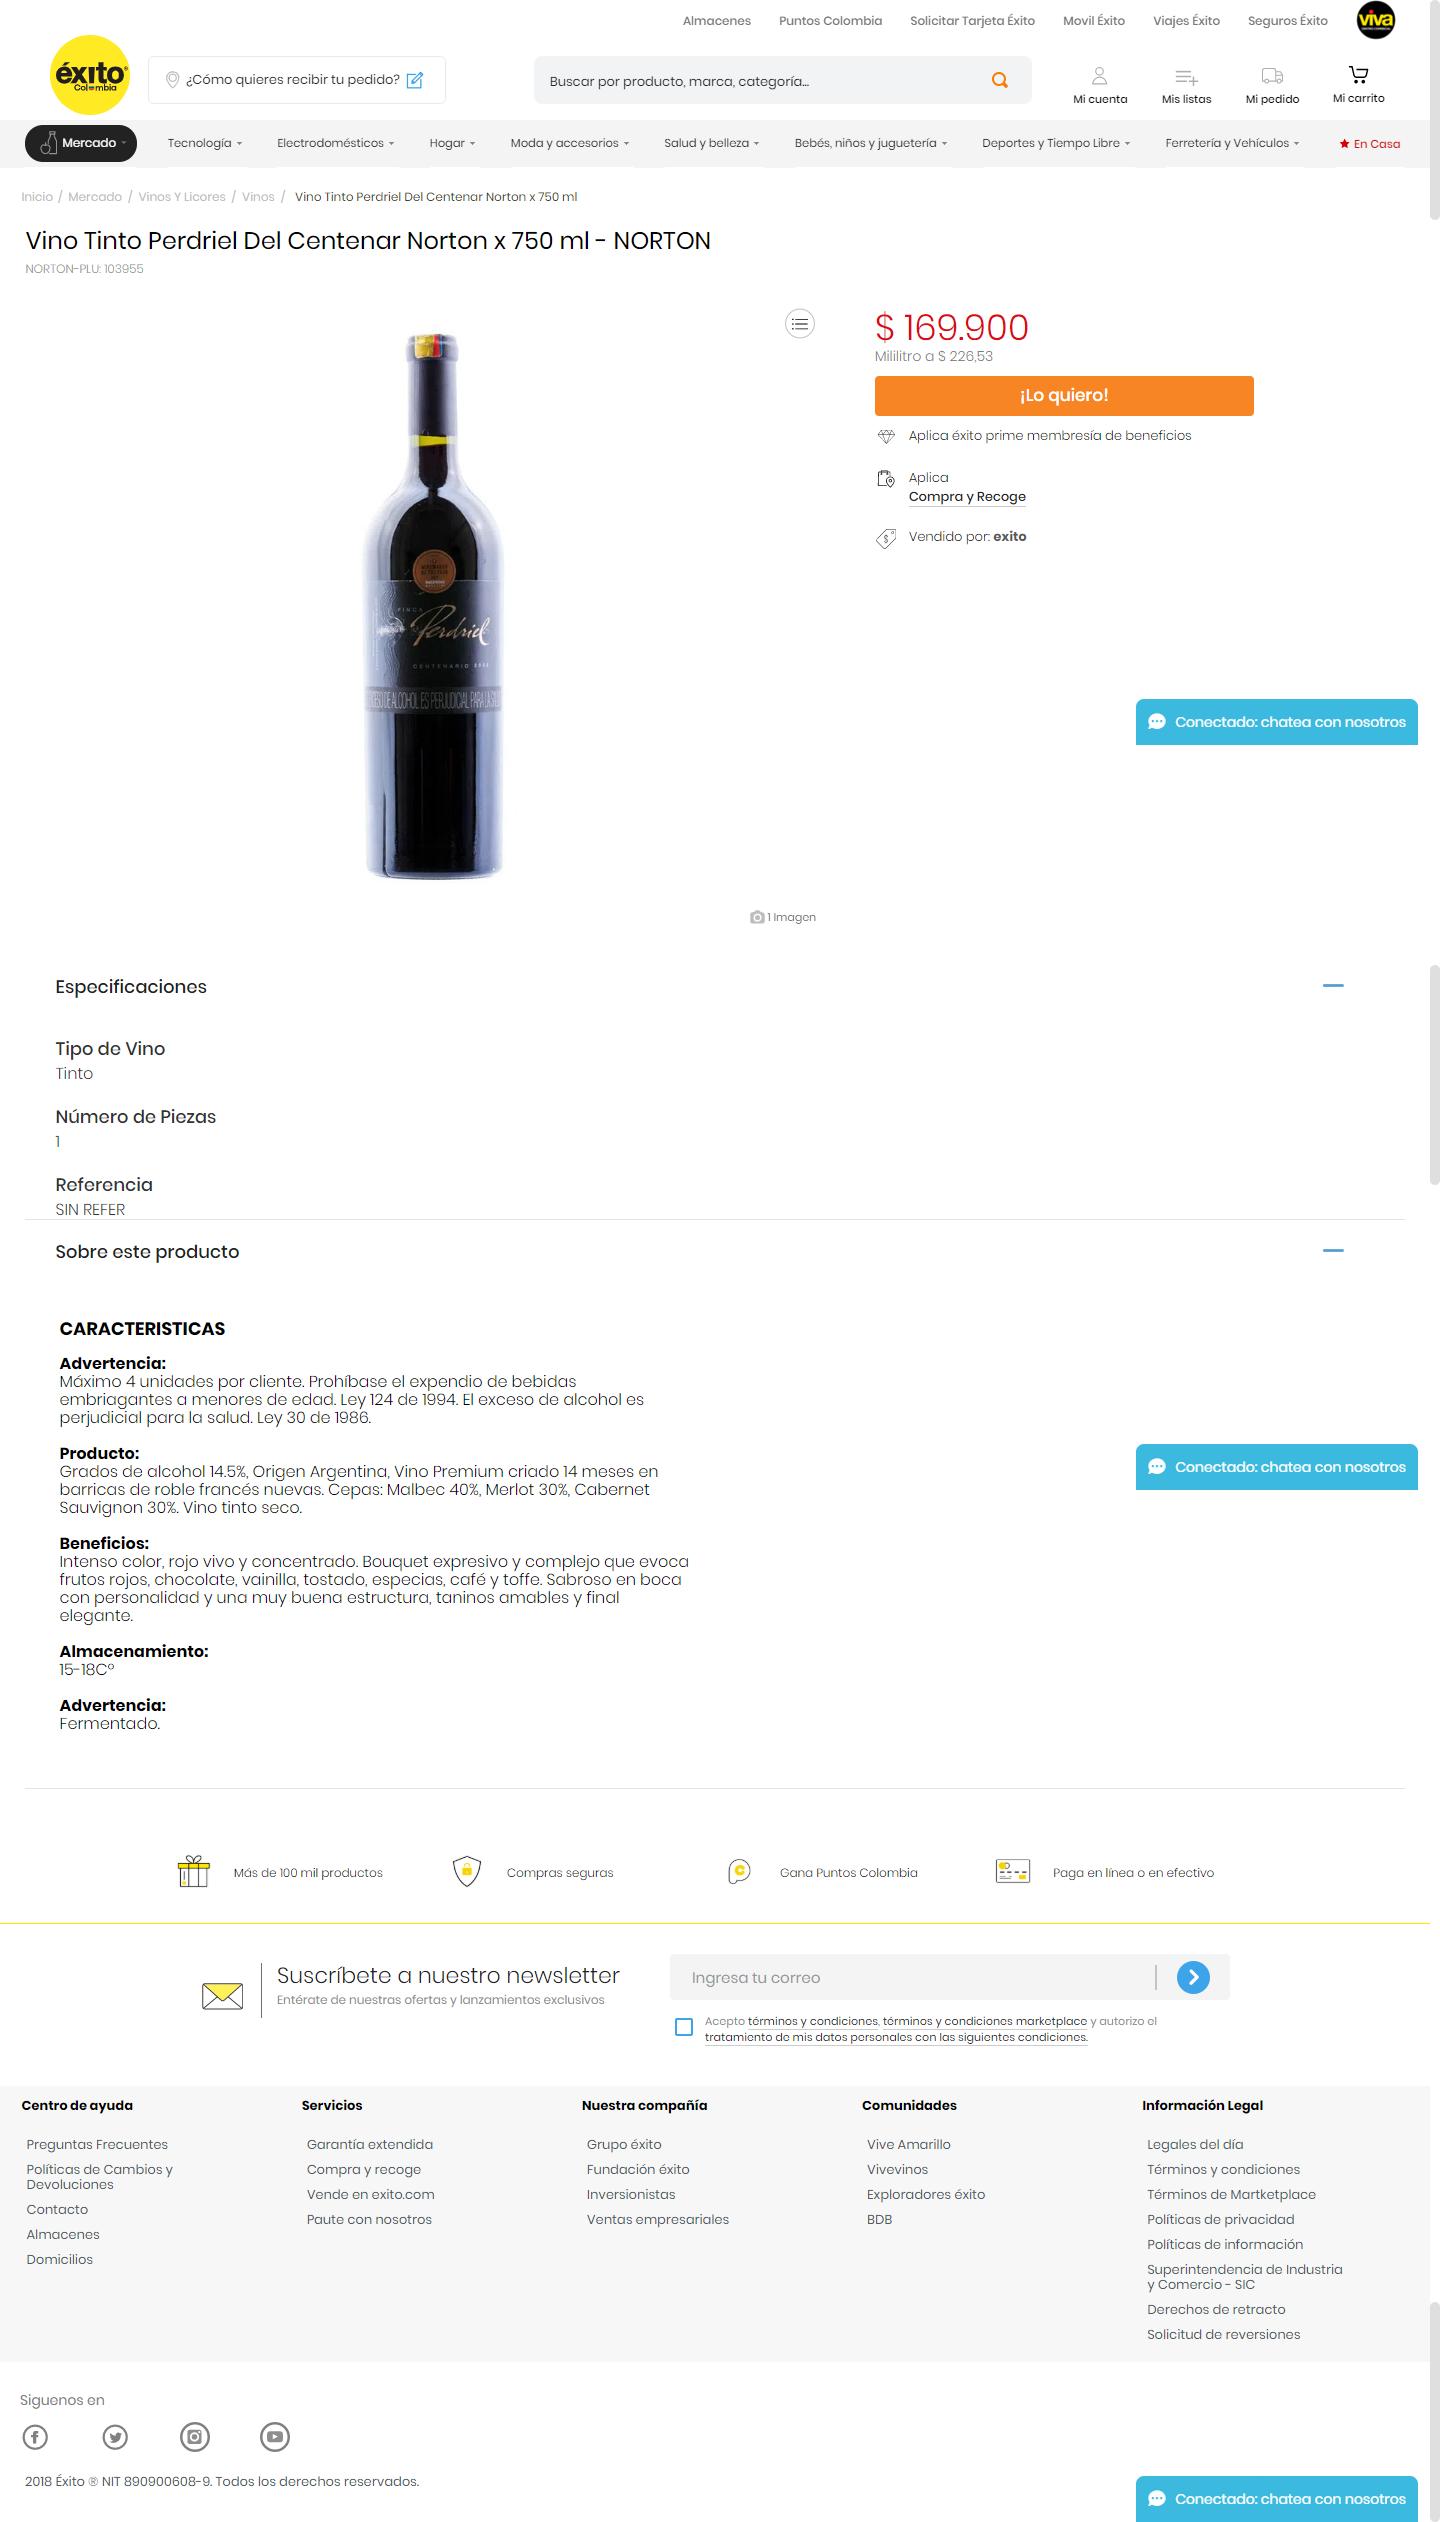 Almacenes Puntos Colombia Solicitar Tarjeta Éxito Movil Éxito Viajes Éxito Seguros Éxito viva
éxito
Colombia
¿Cómo quieres recibir tu pedido?
Buscar por producto, marca, categoría...
Mi cuenta Mis listas Mi pedido Mi carrito
Mercado Tecnología Electrodomésticos Hogar Moda y accesorios Salud y belleza Bebés, niños y juguetería Deportes y Tiempo Libre Ferretería y Vehículos En Casa
Inicio / Mercado / Vinos Y Licores / Vinos / Vino Tinto Perdriel Del Centenar Norton x 750 ml
Vino Tinto Perdriel Del Centenar Norton x 750 ml - NORTON
NORTON-PLU: 103955
$ 169.900
Mililitro a $ 226,53
¡Lo quiero!
Aplica éxito prime membresía de beneficios
Aplica
Compra y Recoge
Vendido por: exito
FINCA
Perdriel
CENTENARIO
EXCESO DE ALCOHOL ES PERJUDICIAL PARA LA
Conectado: chatea con nosotros
1 Imagen
Especificaciones
Tipo de Vino
Tinto
Número de Piezas
1
Referencia
SIN REFER
Sobre este producto
CARACTERISTICAS
Advertencia:
Máximo 4 unidades por cliente. Prohíbase el expendio de bebidas
embriagantes a menores de edad. Ley 124 de 1994. El exceso de alcohol es
perjudicial para la salud. Ley 30 de 1986.
Producto:
Grados de alcohol 14.5%, Origen Argentina, Vino Premium criado 14 meses en
barricas de roble francés nuevas. Cepas: Malbec 40%, Merlot 30%, Cabernet
Sauvignon 30%. Vino tinto seco.
Conectado: chatea con nosotros
Beneficios:
Intenso color, rojo vivo y concentrado. Bouquet expresivo y complejo que evoca
frutos rojos, chocolate, vainilla, tostado, especias, café y toffe. Sabroso en boca
con personalidad y una muy buena estructura, taninos amables y final
elegante.
Almacenamiento:
15-18C°
Advertencia:
Fermentado.
Más de 100 mil productos Compras seguras Gana Puntos Colombia Paga en línea o en efectivo
Suscríbete a nuestro newsletter
Entérate de nuestras ofertas y lanzamientos exclusivos
Ingresa tu correo
Acepto términos y condiciones, términos y condiciones marketplace y autorizo el
tratamiento de mis datos personales con las siguientes condiciones.
Centro de ayuda
Preguntas Frecuentes
Políticas de Cambios y
Devoluciones
Contacto
Almacenes
Domicilios
Servicios
Garantía extendida
Compra y recoge
Vende en exito.com
Paute con nosotros
Nuestra compañía
Grupo éxito
Fundación éxito
Inversionistas
Ventas empresariales
Comunidades
Vive Amarillo
Vivevinos
Exploradores éxito
BDB
Información Legal
Legales del día
Términos y condiciones
Términos de Martketplace
Políticas de privacidad
Políticas de información
Superintendencia de Industria
y Comercio - SIC
Derechos de retracto
Solicitud de reversiones
Siguenos en
2018 Éxito ® NIT 890900608-9. Todos los derechos reservados.
Conectado: chatea con nosotros